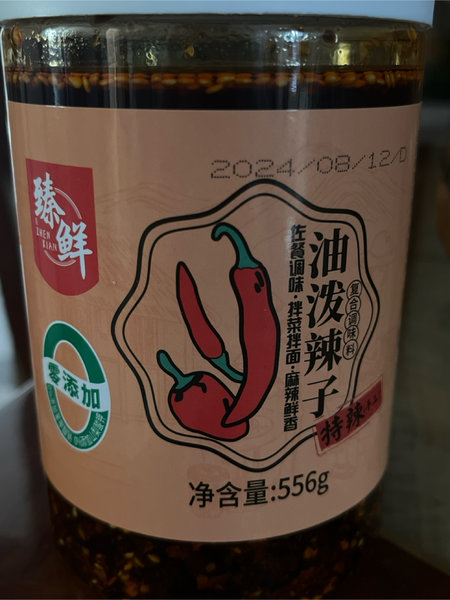 2024/08/12/D
臻鲜
ZHEN
XIAN
油泼辣子
复合调味料
佐餐调味·拌菜拌面·麻辣鲜香
特辣
零添加
净含量:556g